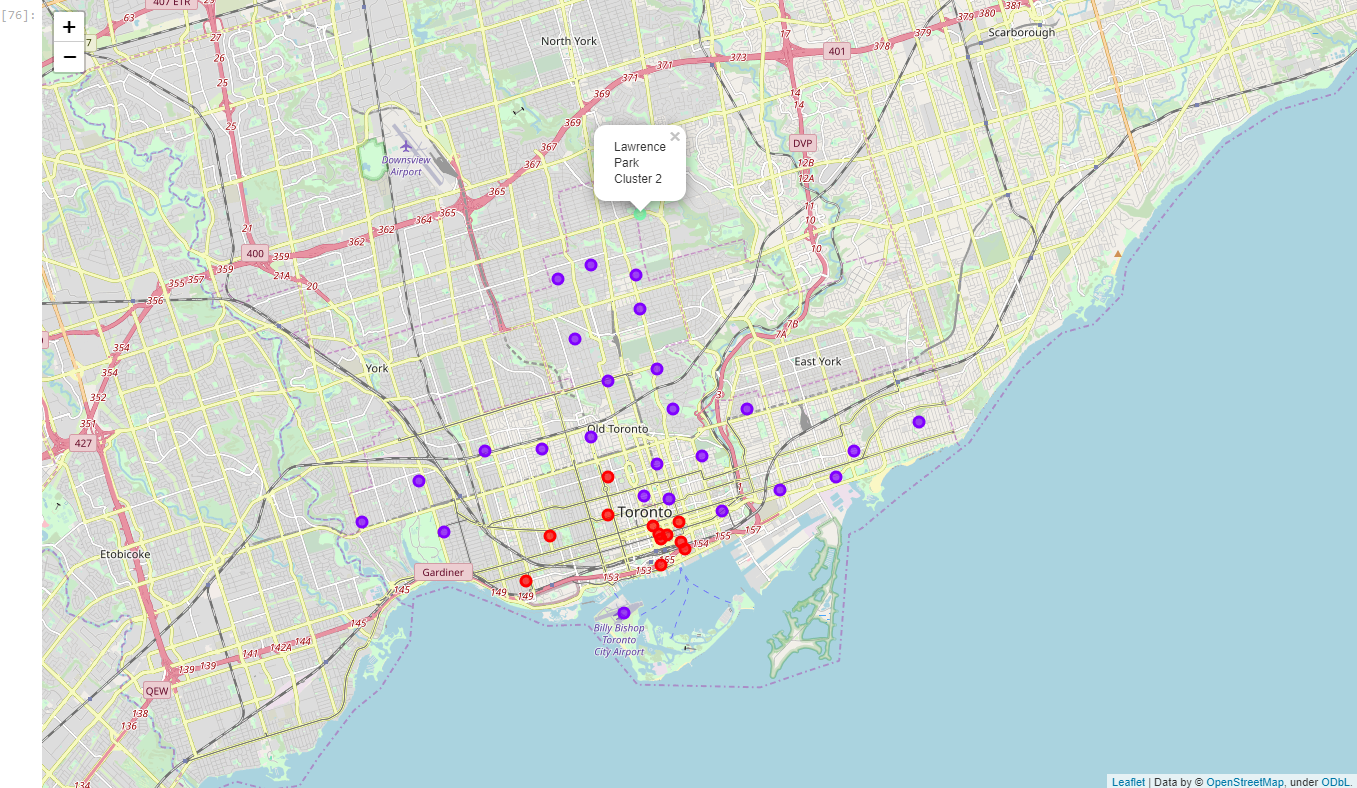 [76]:
+
−
407 ETR
63
7
27
26
25
25
21
North York
17
401
373
378
379
379
380
381
Scarborough
371
371
369
369
367
367
14
14
DVP
12B
12A
11
10
10
Lawrence
Park
Cluster 2
×
Downsview
Airport
365
365
364
362
362
400
359
359
21A
20
357
355
356
354
354
352
351
427
7B
7A
3
York
East York
Old Toronto
Toronto
Etobicoke
Gardiner
157
155
154
155
153
153
149
149
145
145
144
142A
141
139
139
QEW
138
136
134
Billy Bishop
Toronto
City Airport
Leaflet | Data by © OpenStreetMap, under ODbL.